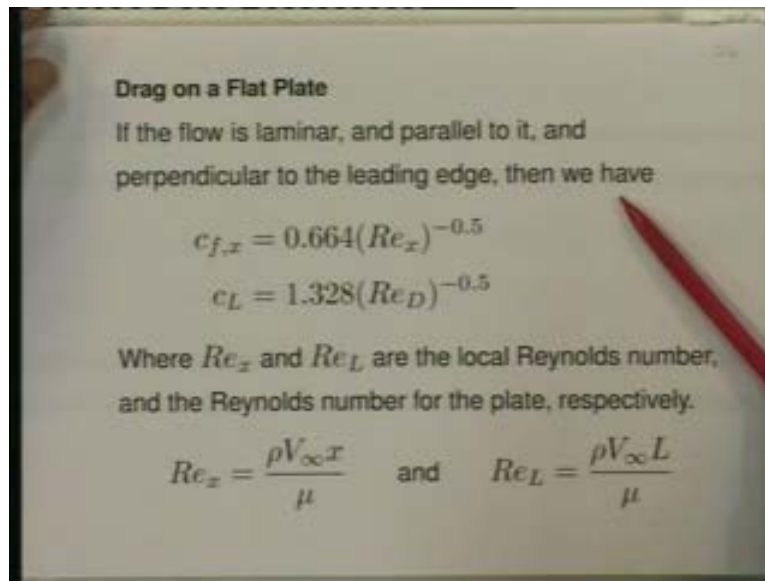 Drag on a Flat Plate
If the flow is laminar, and parallel to it, and
perpendicular to the leading edge, then we have
c_{f,x} = 0.664(Re_x)^{-0.5}
c_L = 1.328(Re_D)^{-0.5}
Where Re_x and Re_L are the local Reynolds number,
and the Reynolds number for the plate, respectively.
Re_x = \frac{ρV_∞x}{μ} and Re_L = \frac{ρV_∞L}{μ}